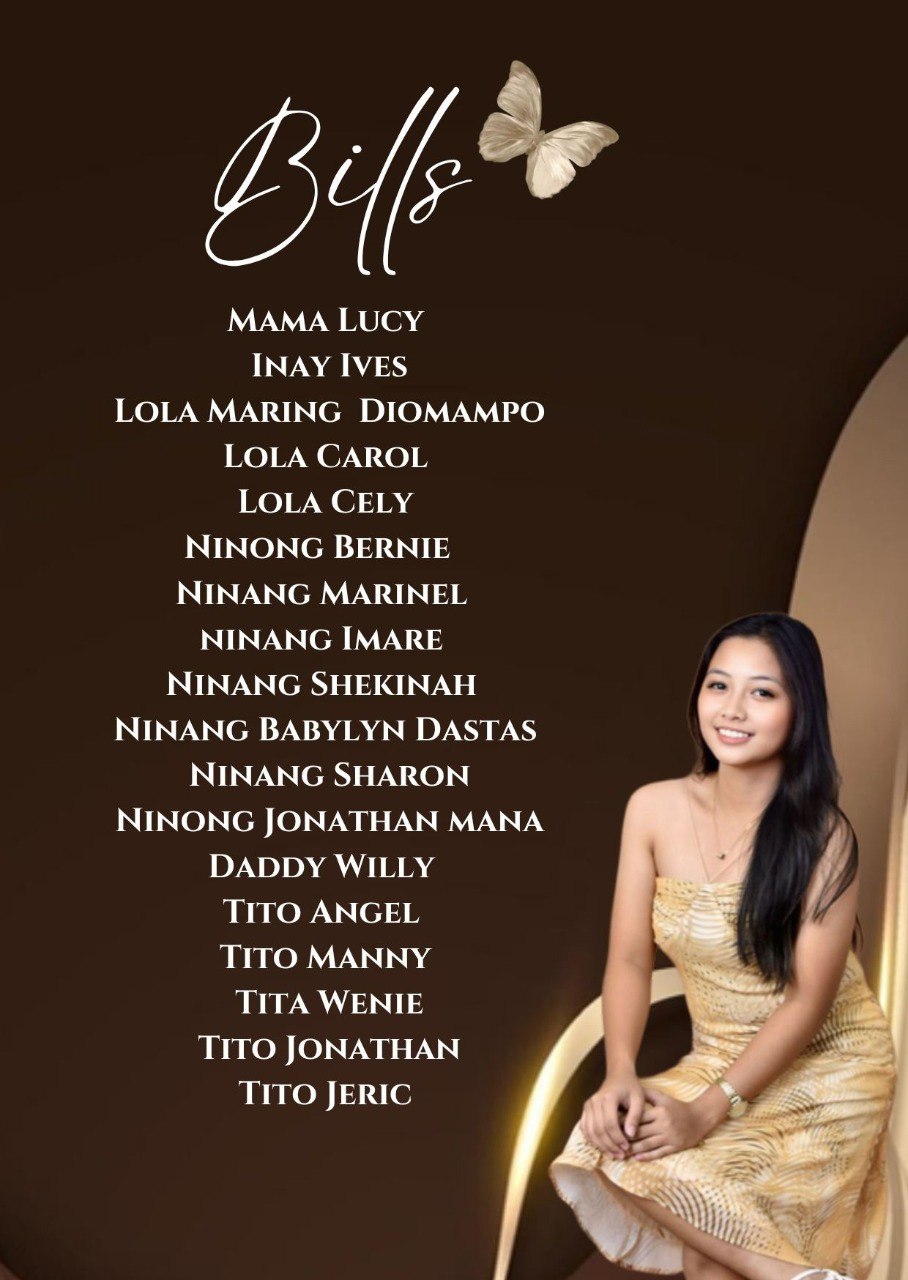 Bills
Mama Lucy
Inay Ives
Lola Maring Diomampo
Lola Carol
Lola Cely
Ninong Bernie
Ninang Marinel
ninang Imare
Ninang Shekinah
Ninang Babylyn Dastas
Ninang Sharon
Ninong Jonathan mana
Daddy Willy
Tito Angel
Tito Manny
Tita Wenie
Tito Jonathan
Tito Jeric